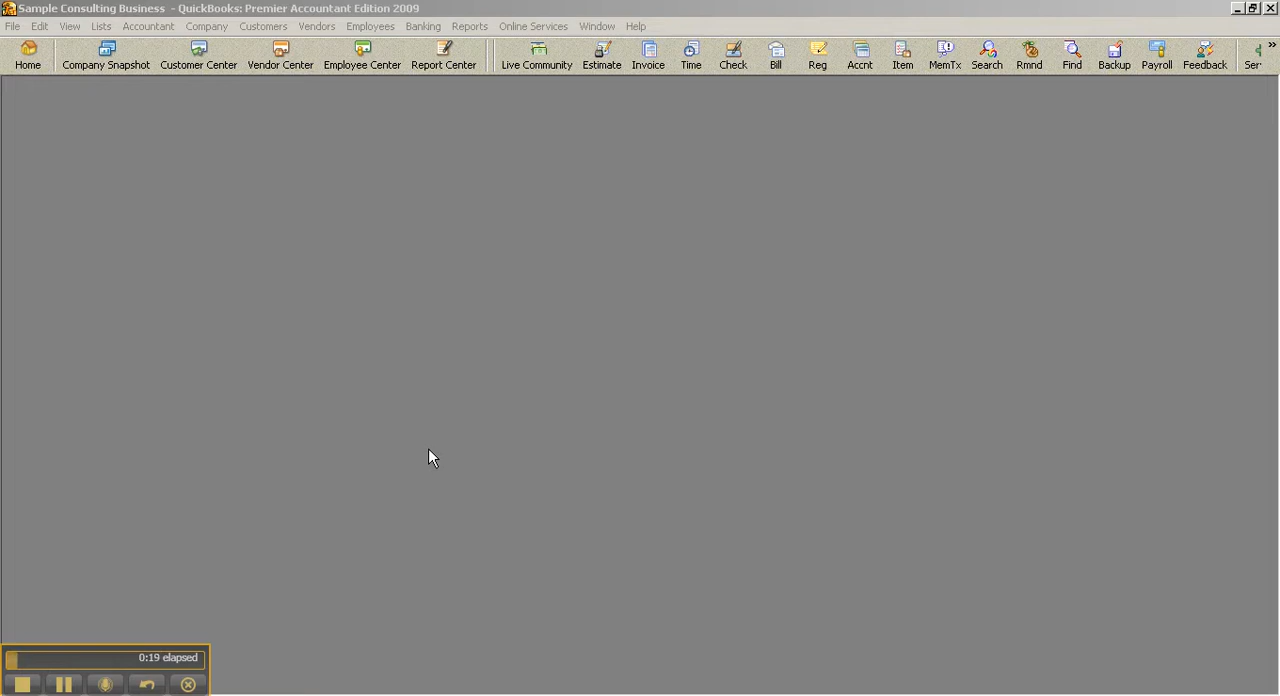 Sample Consulting Business - QuickBooks: Premier Accountant Edition 2009
File Edit View Lists Accountant Company Customers Vendors Employees Banking Reports Online Services Window Help
Home Company Snapshot Customer Center Vendor Center Employee Center Report Center Live Community Estimate Invoice Time Check Bill Reg Accnt Item MemTx Search Rmnd Find Backup Payroll Feedback Ser
0:19 elapsed